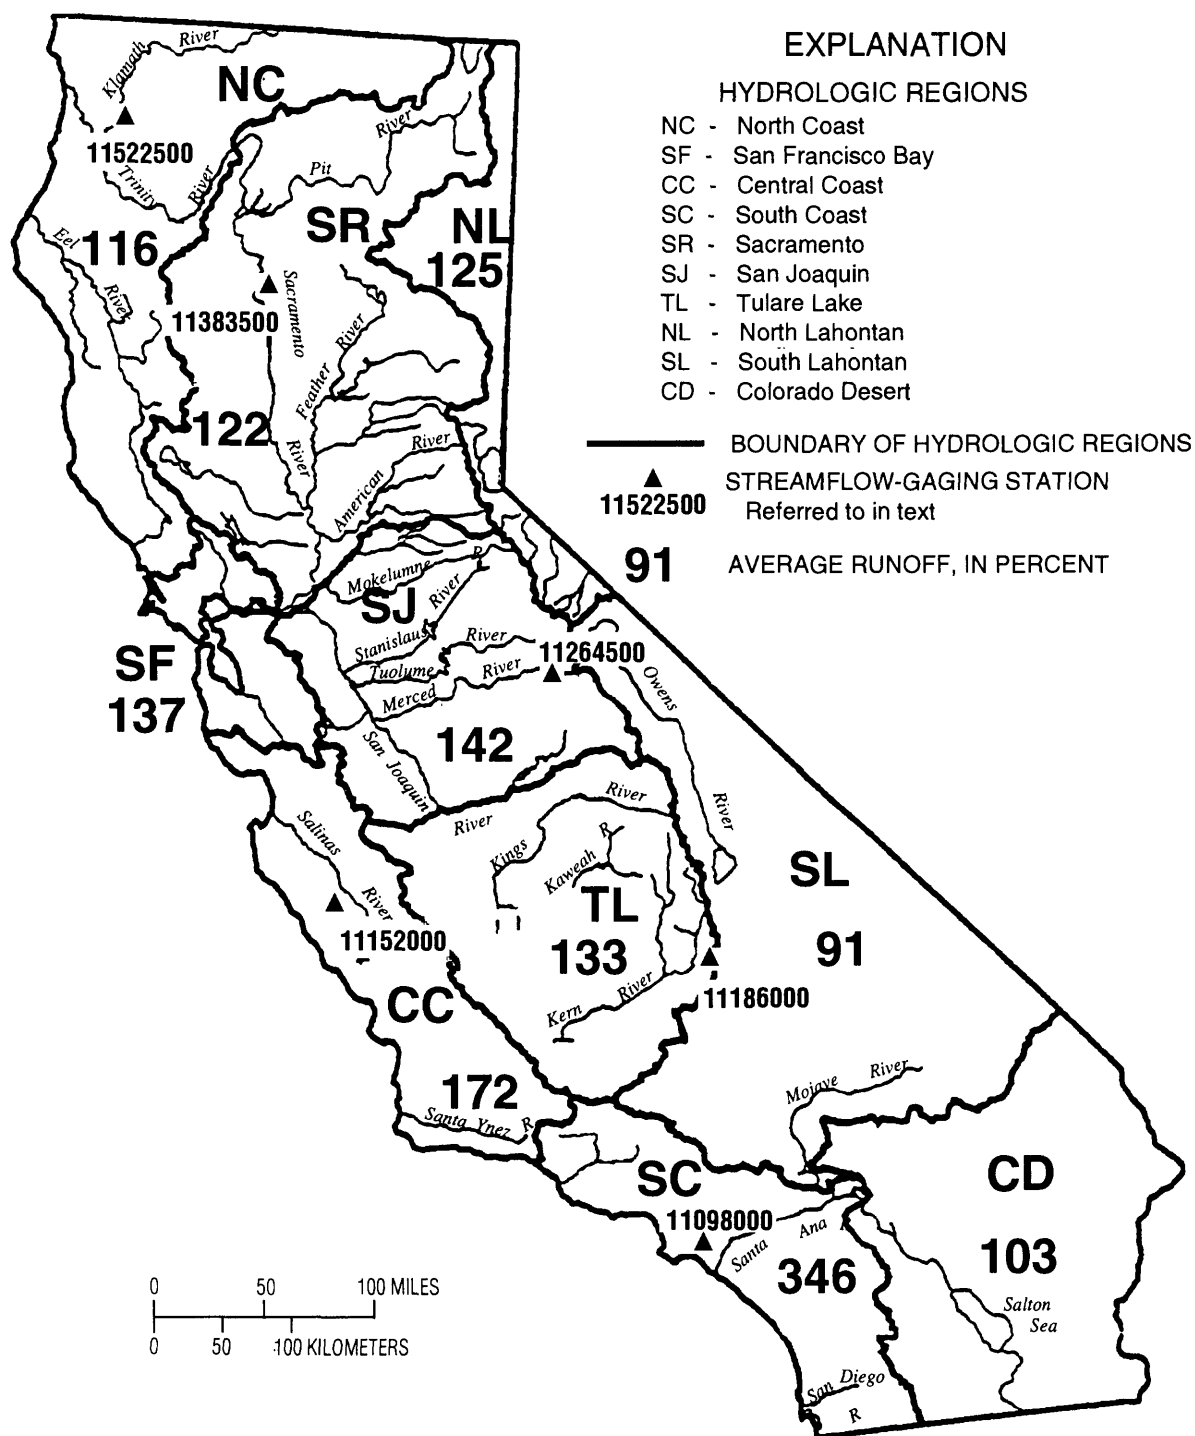 EXPLANATION
HYDROLOGIC REGIONS
NC - North Coast
SF - San Francisco Bay
CC - Central Coast
SC - South Coast
SR - Sacramento
SJ - San Joaquin
TL - Tulare Lake
NL - North Lahontan
SL - South Lahontan
CD - Colorado Desert
BOUNDARY OF HYDROLOGIC REGIONS
11522500 STREAMFLOW-GAGING STATION
Referred to in text
91 AVERAGE RUNOFF, IN PERCENT
Klamath River
NC
11522500
Trinity River
Pit River
Eel River
116
SR
NL
125
11383500
Sacramento River
Feather River
122
American River
Mokelumne R
SJ
Stanislaus River
Tuolume River
11264500
Merced River
Owens River
SF
137
142
San Joaquin River
Salinas River
Kings River
Kaweah R
TL
133
SL
91
11152000
Kern River
11186000
CC
172
Santa Ynez R
Mojave River
SC
11098000
Santa Ana R
346
CD
103
Salton Sea
San Diego R
0 50 100 MILES
0 50 100 KILOMETERS